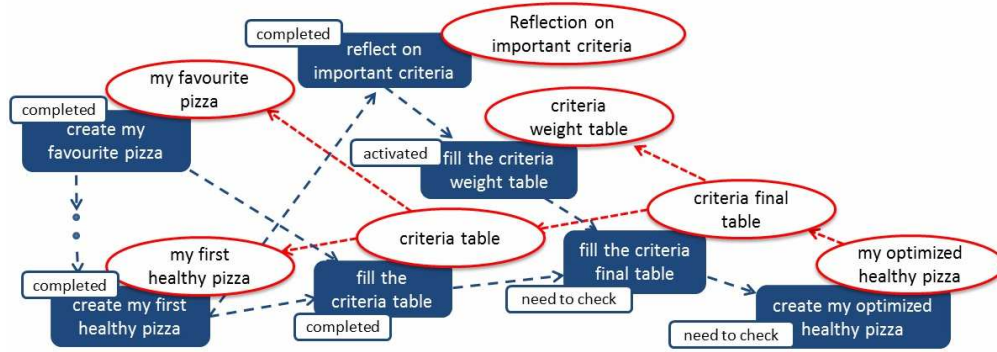 completed
reflect on
important criteria
Reflection on
important criteria
my favourite
pizza
completed
create my
favourite pizza
criteria
weight table
activated
fill the criteria
weight table
criteria final
table
criteria table
my first
healthy pizza
fill the criteria
final table
my optimized
healthy pizza
completed
create my first
healthy pizza
fill the
criteria table
completed
need to check
create my optimized
healthy pizza
need to check